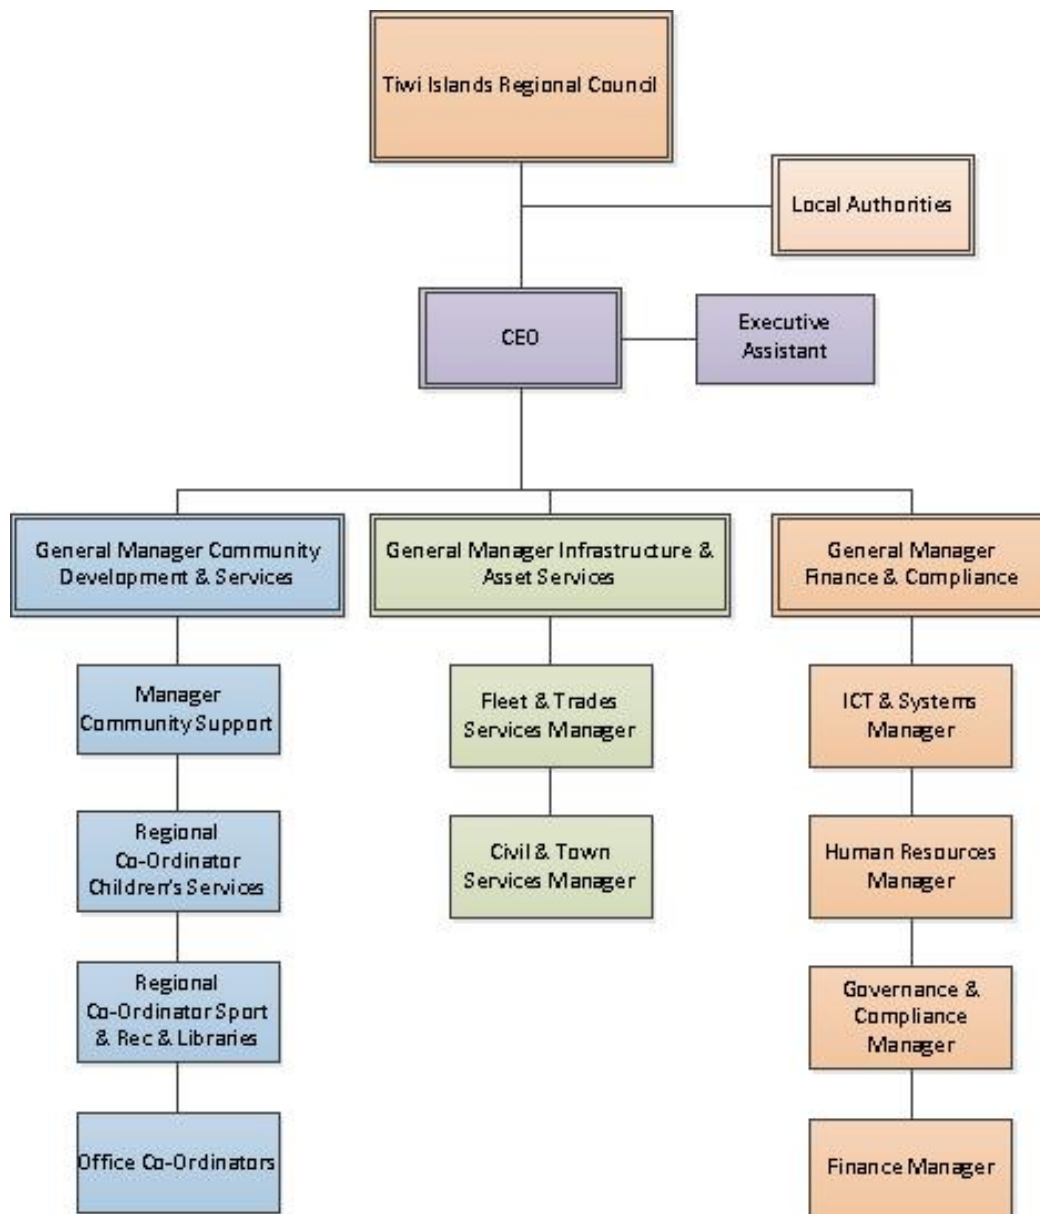 Tiwi Islands Regional Council
Local Authorities
CEO
Executive
Assistant
General Manager Community
Development & Services
General Manager Infrastructure &
Asset Services
General Manager
Finance & Compliance
Manager
Community Support
Fleet & Trades
Services Manager
ICT & Systems
Manager
Regional
Co-Ordinator
Children's Services
Civil & Town
Services Manager
Human Resources
Manager
Regional
Co-Ordinator Sport
& Rec & Libraries
Governance &
Compliance
Manager
Office Co-Ordinators
Finance Manager